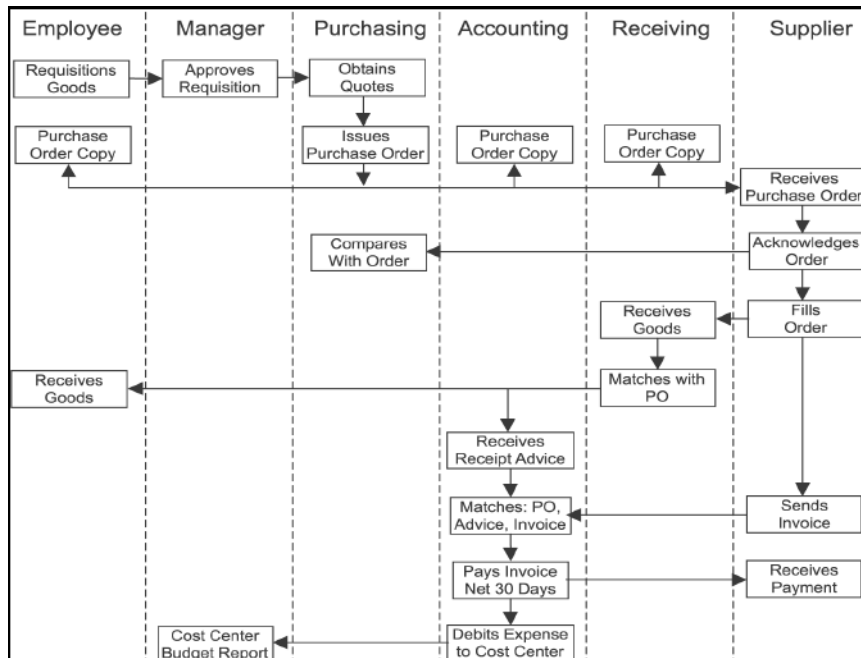 Employee
Manager
Purchasing
Accounting
Receiving
Supplier
Requisitions
Goods
Approves
Requisition
Obtains
Quotes
Purchase
Order Copy
Issues
Purchase Order
Purchase
Order Copy
Purchase
Order Copy
Receives
Purchase Order
Compares
With Order
Acknowledges
Order
Receives
Goods
Fills
Order
Receives
Goods
Matches with
PO
Receives
Receipt Advice
Matches: PO,
Advice, Invoice
Sends
Invoice
Pays Invoice
Net 30 Days
Receives
Payment
Cost Center
Budget Report
Debits Expense
to Cost Center